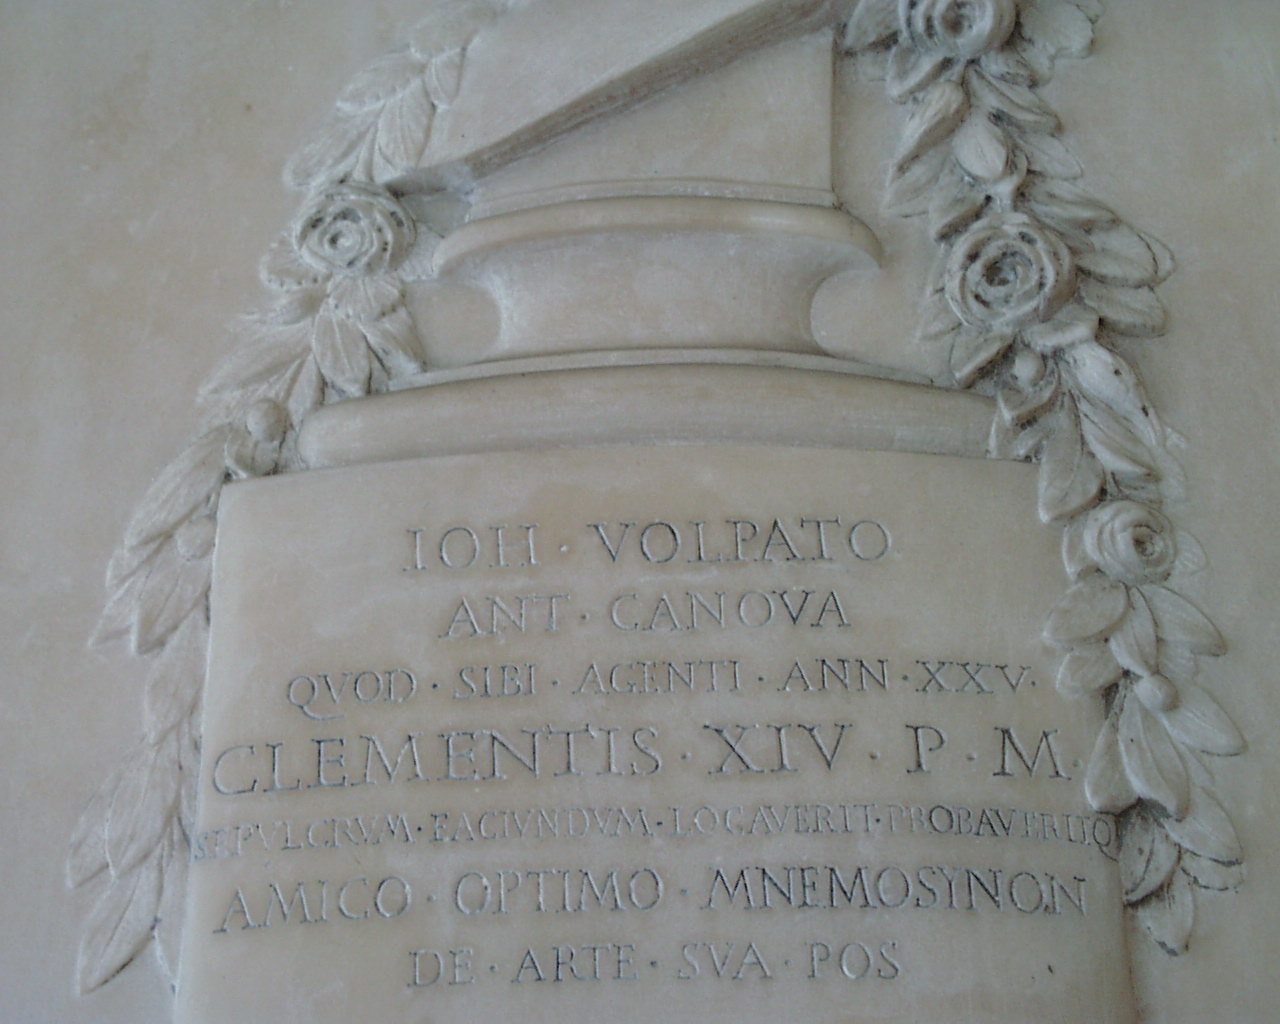 IOH · VOLPATO
ANT · CANOVA
QVOD · SIBI · AGENTI · ANN · XXV ·
CLEMENTIS · XIV · P · M ·
SEPVLCRVM · FACIVNDVM · LOCAVERIT · PROBAVERITQ
AMICO · OPTIMO · MNEMOSYNON
DE · ARTE · SVA · POS